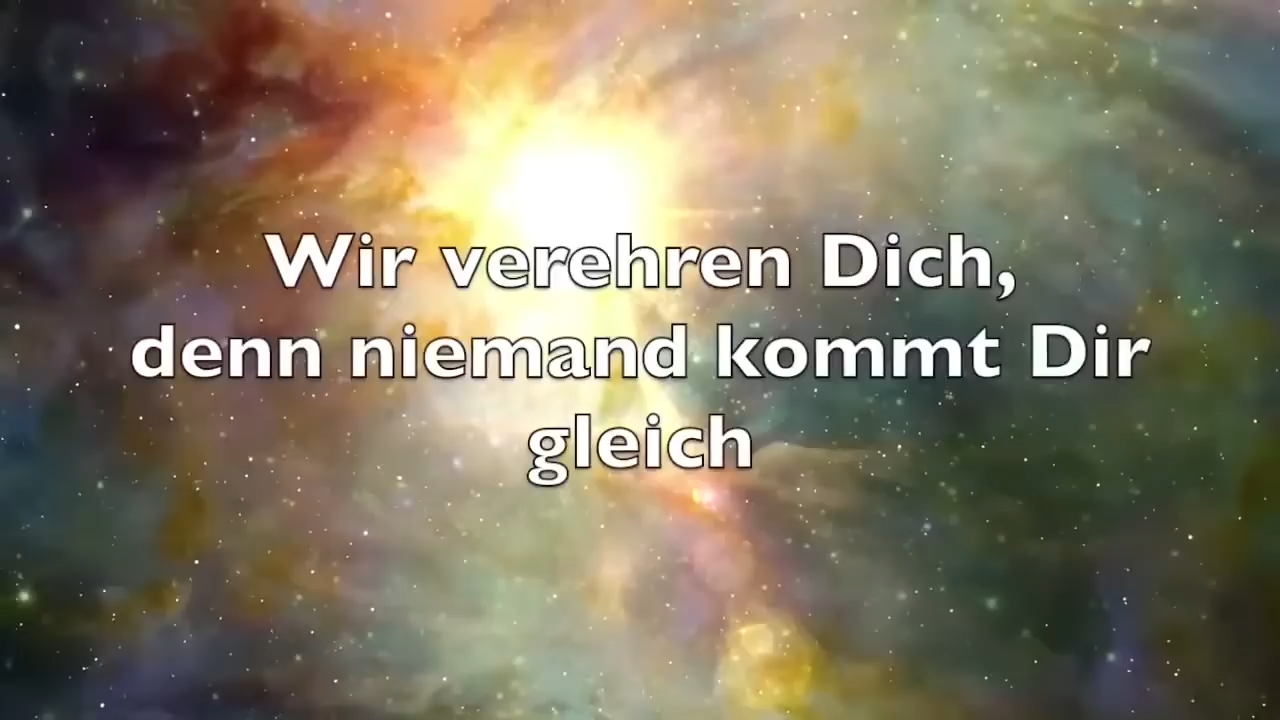 Wir verehren Dich,
denn niemand kommt Dir
gleich